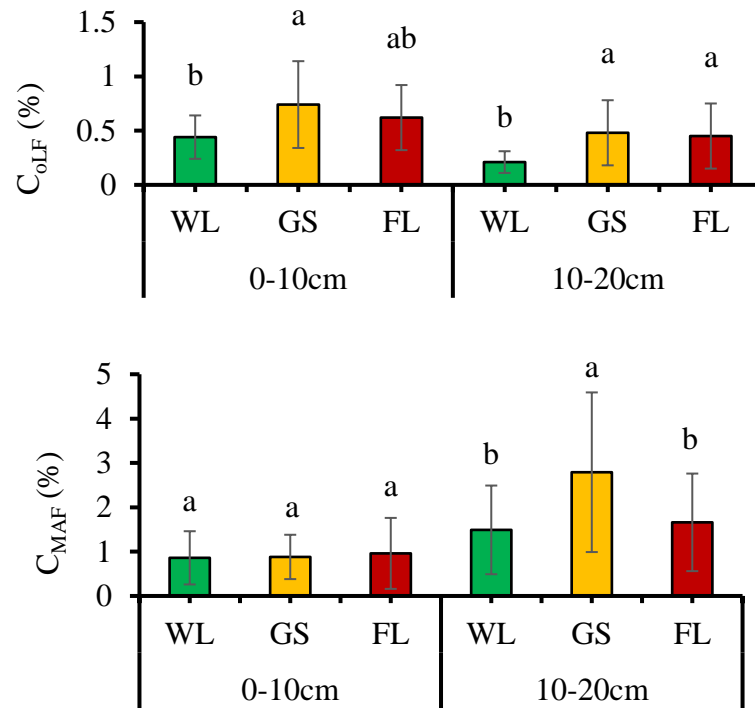 1.5
1
0.5
0
CoLF (%)
b
a
ab
b
a
a
WL GS FL WL GS FL
0-10cm 10-20cm
5
4
3
2
1
0
CMAF (%)
a
a
a
b
a
b
WL GS FL WL GS FL
0-10cm 10-20cm